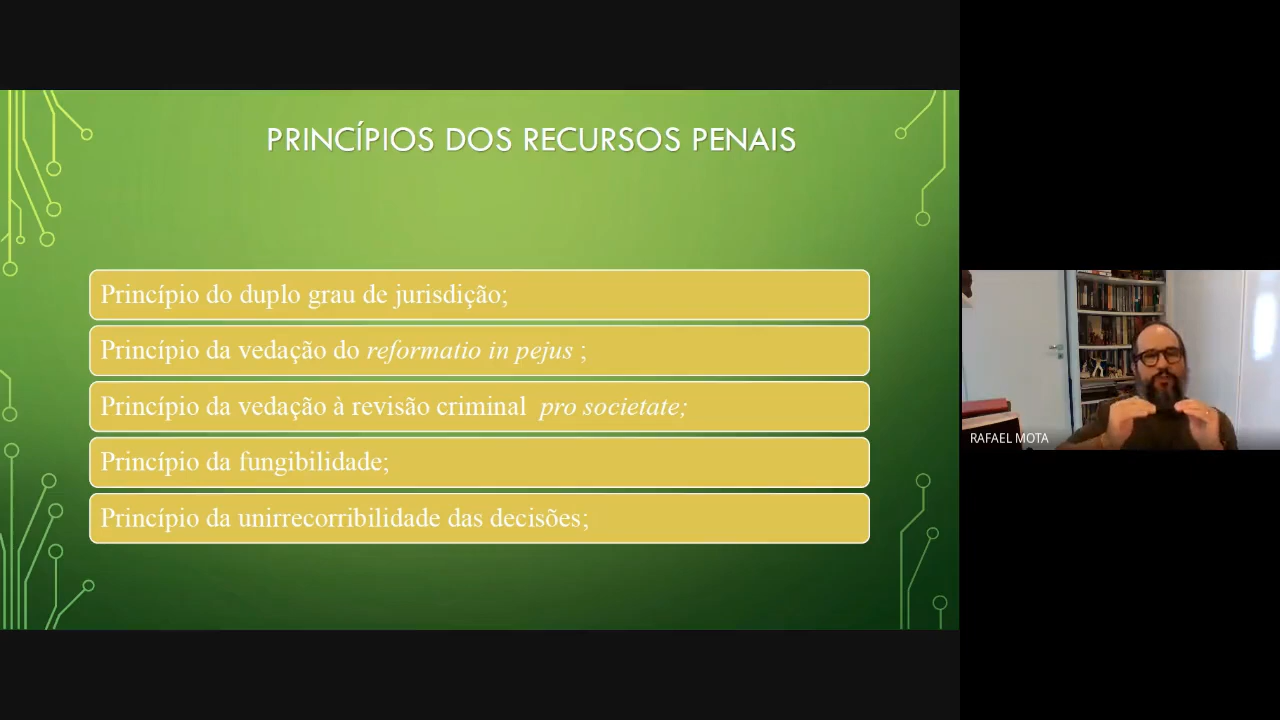 PRINCÍPIOS DOS RECURSOS PENAIS
Princípio do duplo grau de jurisdição;
Princípio da vedação do reformatio in pejus ;
Princípio da vedação à revisão criminal pro societate;
Princípio da fungibilidade;
Princípio da unirrecorribilidade das decisões;
RAFAEL MOTA